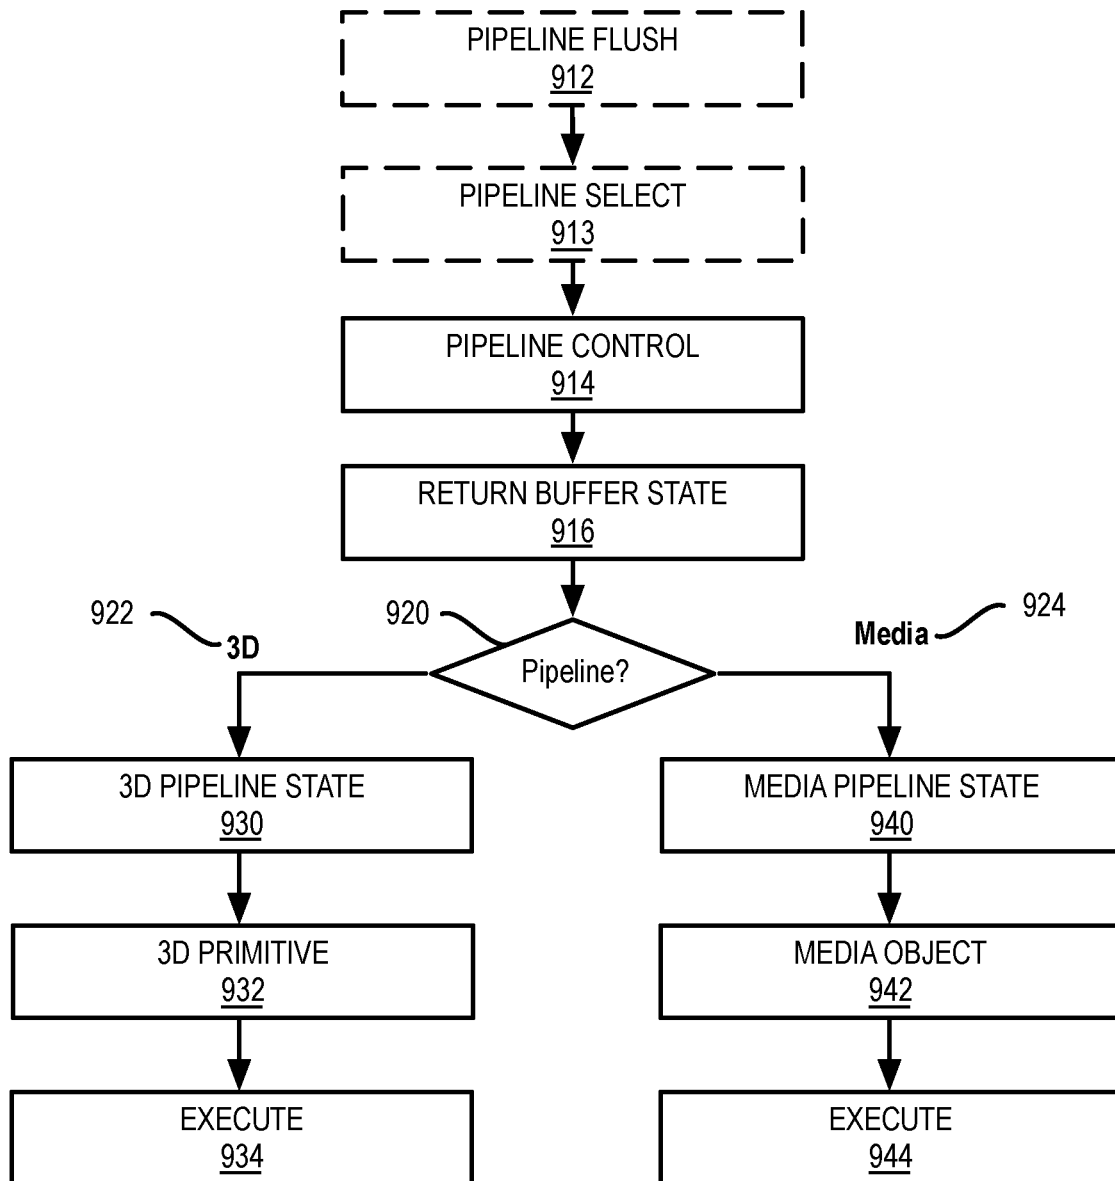 PIPELINE FLUSH
912
PIPELINE SELECT
913
PIPELINE CONTROL
914
RETURN BUFFER STATE
916
922
3D
920
Pipeline?
Media
924
3D PIPELINE STATE
930
MEDIA PIPELINE STATE
940
3D PRIMITIVE
932
MEDIA OBJECT
942
EXECUTE
934
EXECUTE
944